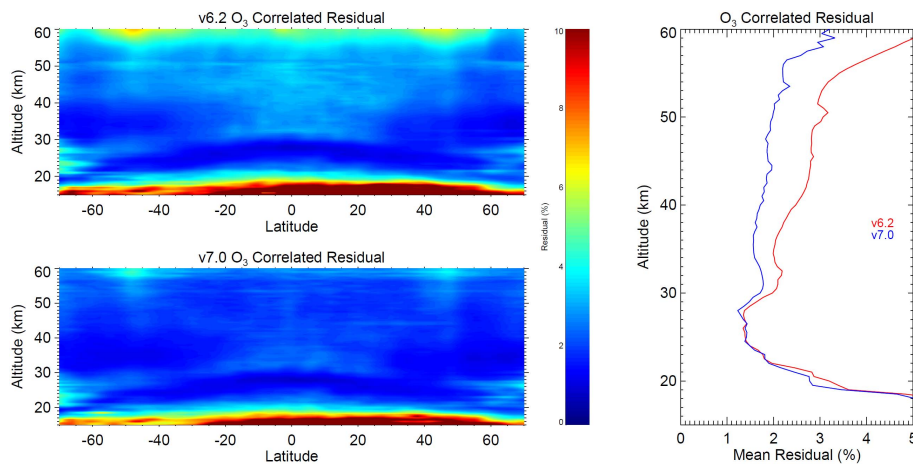 v6.2 O₃ Correlated Residual
60
50
40
30
20
Altitude (km)
-60 -40 -20 0 20 40 60
Latitude
v7.0 O₃ Correlated Residual
60
50
40
30
20
Altitude (km)
-60 -40 -20 0 20 40 60
Latitude
10
8
6
4
2
0
Residual (%)
O₃ Correlated Residual
60
50
40
30
20
Altitude (km)
v6.2
v7.0
0 1 2 3 4 5
Mean Residual (%)